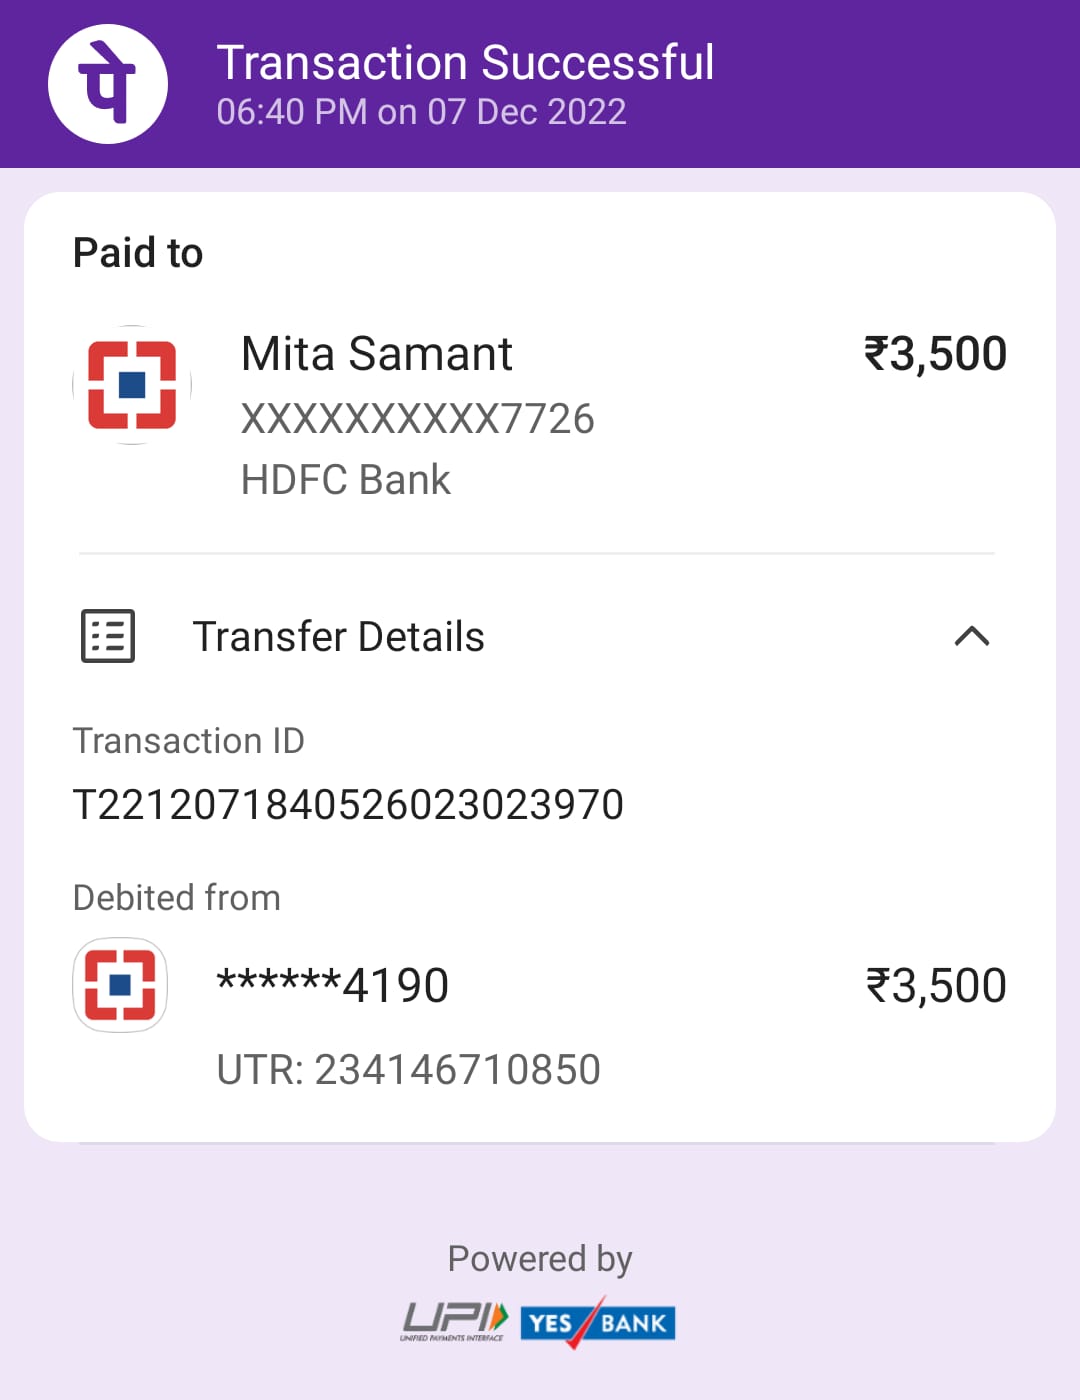 पे
Transaction Successful
06:40 PM on 07 Dec 2022
Paid to
Mita Samant
₹3,500
XXXXXXXXXX7726
HDFC Bank
Transfer Details
Transaction ID
T2212071840526023023970
Debited from
******4190
₹3,500
UTR: 234146710850
Powered by
UPI
UNIFIED PAYMENTS INTERFACE
YES BANK